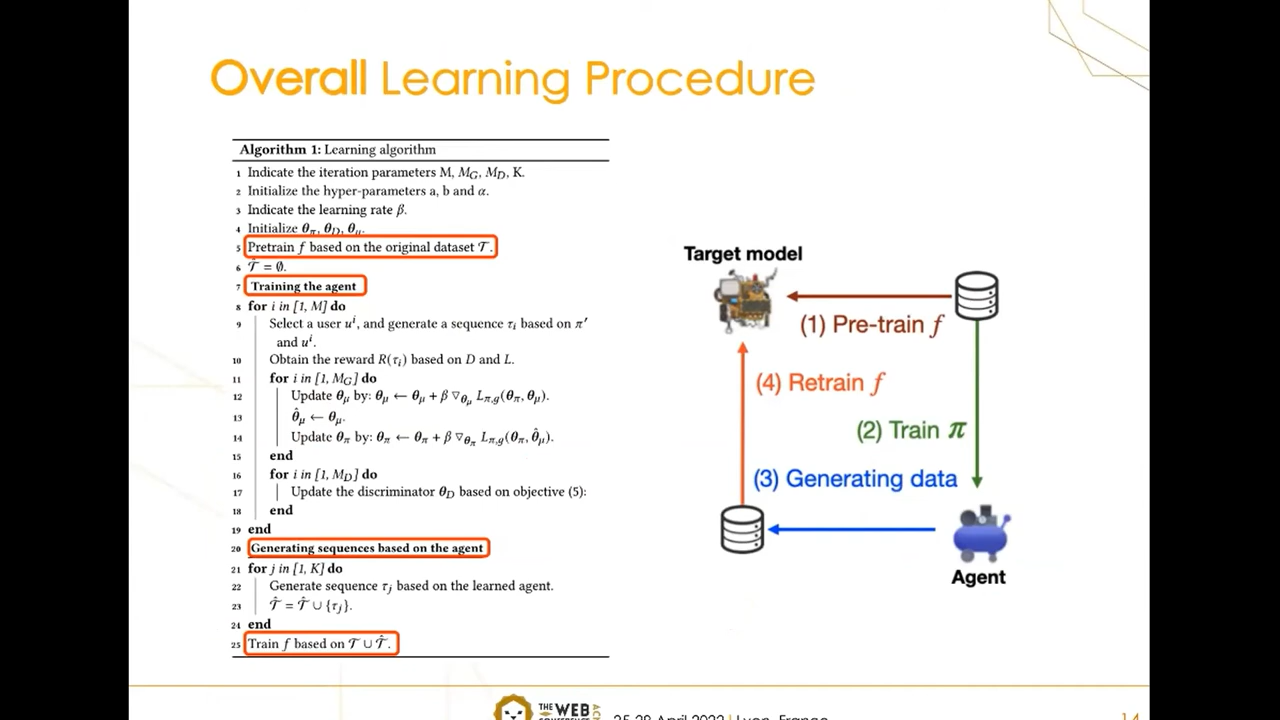 Overall Learning Procedure
Algorithm 1: Learning algorithm
1 Indicate the iteration parameters M, M_G, M_D, K.
2 Initialize the hyper-parameters a, b and α.
3 Indicate the learning rate β.
4 Initialize θ_π, θ_D, θ_μ.
5 Pretrain f based on the original dataset 𝒯.
6 𝒯̂ = ∅.
7 Training the agent
8 for i in [1, M] do
9 Select a user u^i, and generate a sequence τ_i based on π′
and u^i.
10 Obtain the reward R(τ_i) based on D and L.
11 for i in [1, M_G] do
12 Update θ_μ by: θ_μ ← θ_μ + β ▽_θ_μ L_π,g(θ_π, θ_μ).
13 θ̂_μ ← θ_μ.
14 Update θ_π by: θ_π ← θ_π + β ▽_θ_π L_π,g(θ_π, θ̂_μ).
15 end
16 for i in [1, M_D] do
17 Update the discriminator θ_D based on objective (5):
18 end
19 end
20 Generating sequences based on the agent
21 for j in [1, K] do
22 Generate sequence τ_j based on the learned agent.
23 𝒯̂ = 𝒯̂ ∪ {τ_j}.
24 end
25 Train f based on 𝒯 ∪ 𝒯̂.
Target model
(1) Pre-train f
(4) Retrain f
(2) Train π
(3) Generating data
Agent
THE WEB
CONFERENCE
25-28 April 2022 | Lyon, France
14